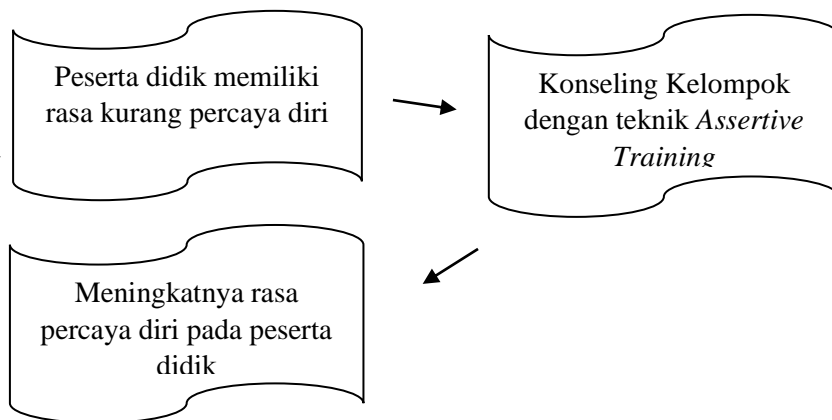 Peserta didik memiliki
rasa kurang percaya diri
Konseling Kelompok
dengan teknik Assertive
Training
Meningkatnya rasa
percaya diri pada peserta
didik